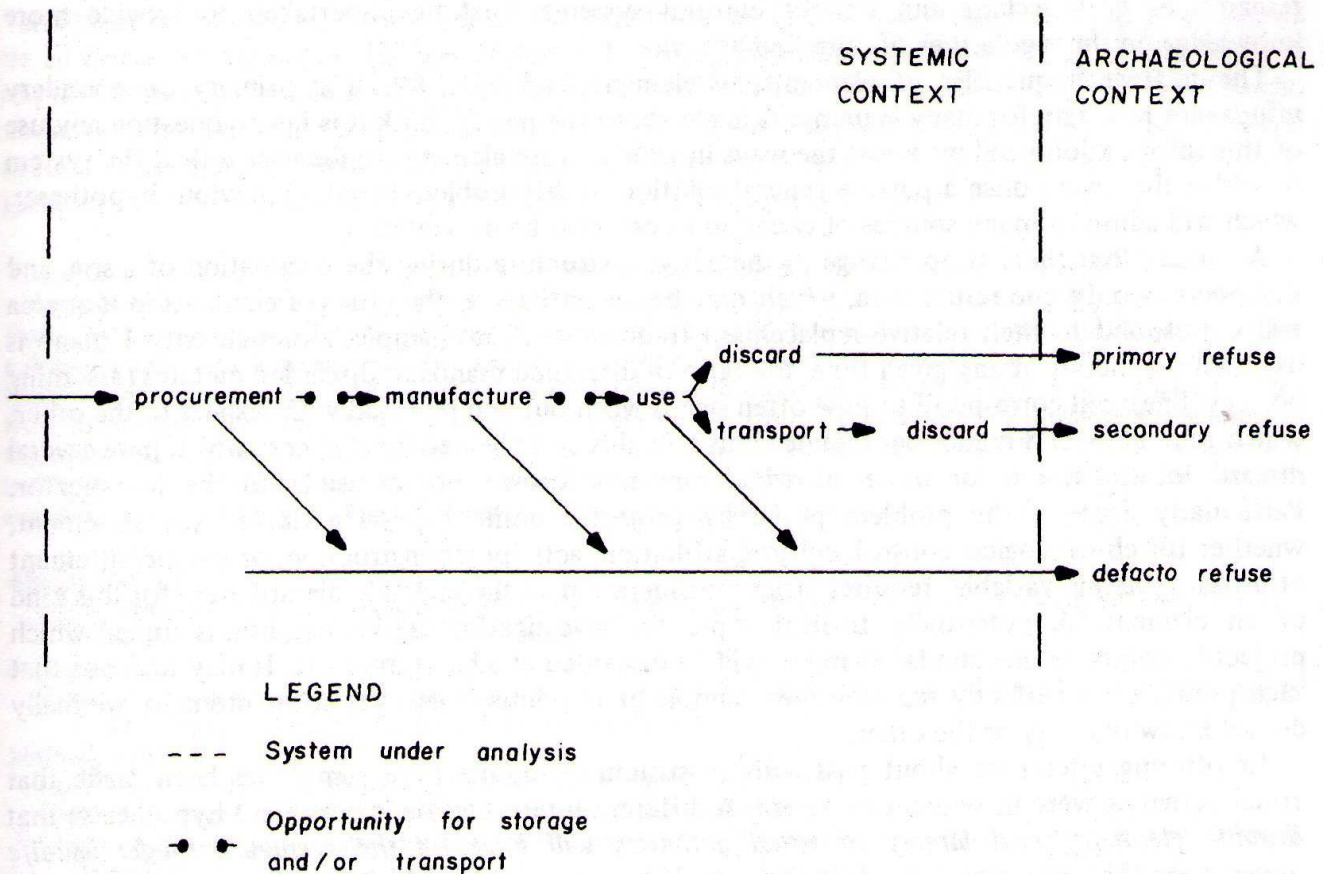 SYSTEMIC CONTEXT
ARCHAEOLOGICAL CONTEXT
discard
primary refuse
procurement
manufacture
use
transport
discard
secondary refuse
defacto refuse
LEGEND
System under analysis
Opportunity for storage
and/or transport